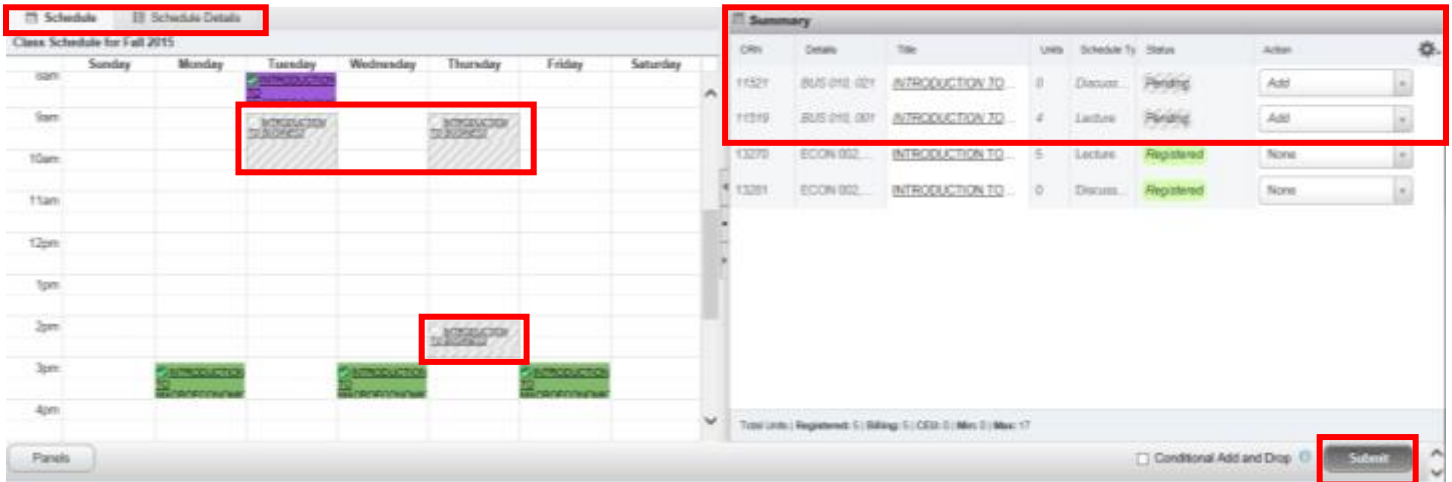 Schedule Schedule Details
Class Schedule for Fall 2015
Sunday Monday Tuesday Wednesday Thursday Friday Saturday
8am
INTRODUCTION
TO
9am
INTRODUCTION INTRODUCTION
TO BUSINESS TO BUSINESS
10am
11am
12pm
1pm
2pm
INTRODUCTION
TO BUSINESS
3pm
INTRODUCTION INTRODUCTION INTRODUCTION
TO TO TO
4pm
Panels
Summary
CRN Details Title Units Schedule Ty Status Action
11521 BUS 010, 021 INTRODUCTION TO ... 0 Discuss... Pending Add
11519 BUS 010, 001 INTRODUCTION TO ... 4 Lecture Pending Add
13270 ECON 002,... INTRODUCTION TO ... 5 Lecture Registered None
13281 ECON 002,... INTRODUCTION TO ... 0 Discuss... Registered None
Total Units | Registered: 5 | Billing: 5 | CEU: 0 | Min: 0 | Max: 17
Conditional Add and Drop Submit